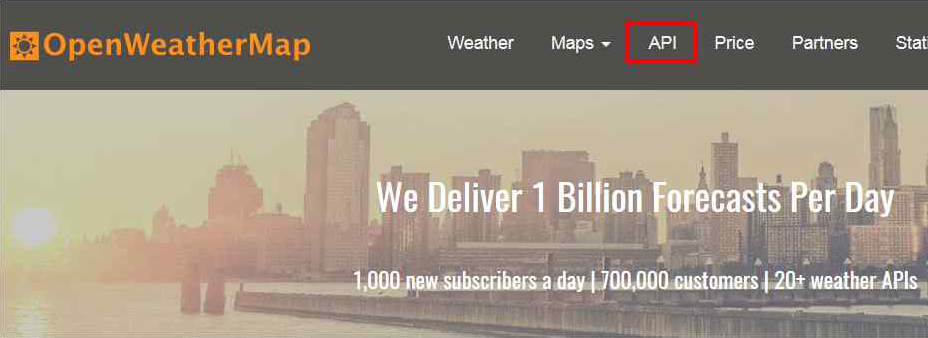 OpenWeatherMap
Weather Maps API Price Partners Stati
We Deliver 1 Billion Forecasts Per Day
1,000 new subscribers a day | 700,000 customers | 20+ weather APIs